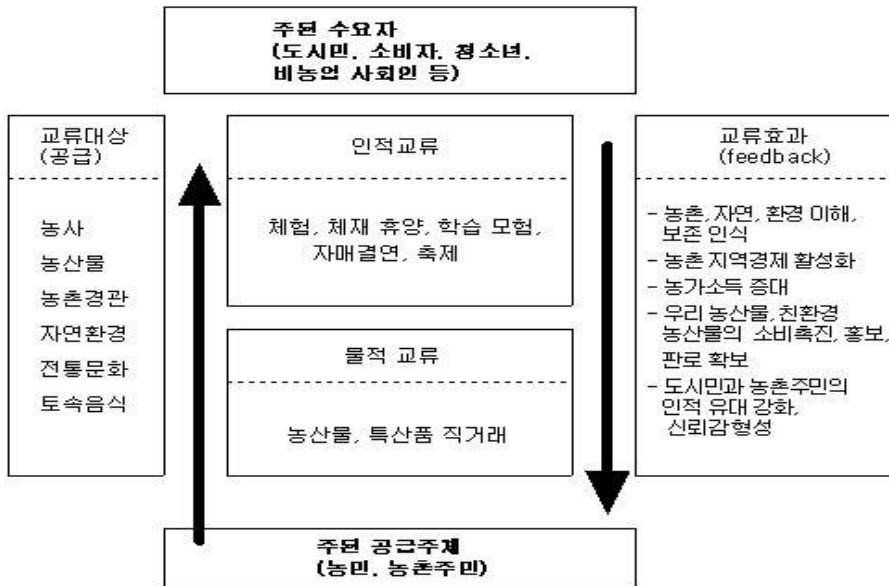 주된 수요자
(도시민, 소비자, 청소년,
비농업 사회인 등)
교류대상
(공급)
농사
농산물
농촌경관
자연환경
전통문화
토속음식
인적교류
체험, 체재 휴양, 학습 모험,
자매결연, 축제
물적 교류
농산물, 특산품 직거래
교류효과
(feedback)
- 농촌, 자연, 환경 이해,
보존 인식
- 농촌 지역경제 활성화
- 농가소득 증대
- 우리 농산물, 친환경
농산물의 소비촉진, 홍보,
판로 확보
- 도시민과 농촌주민의
인적 유대 강화,
신뢰감형성
주된 공급주체
(농민, 농촌주민)